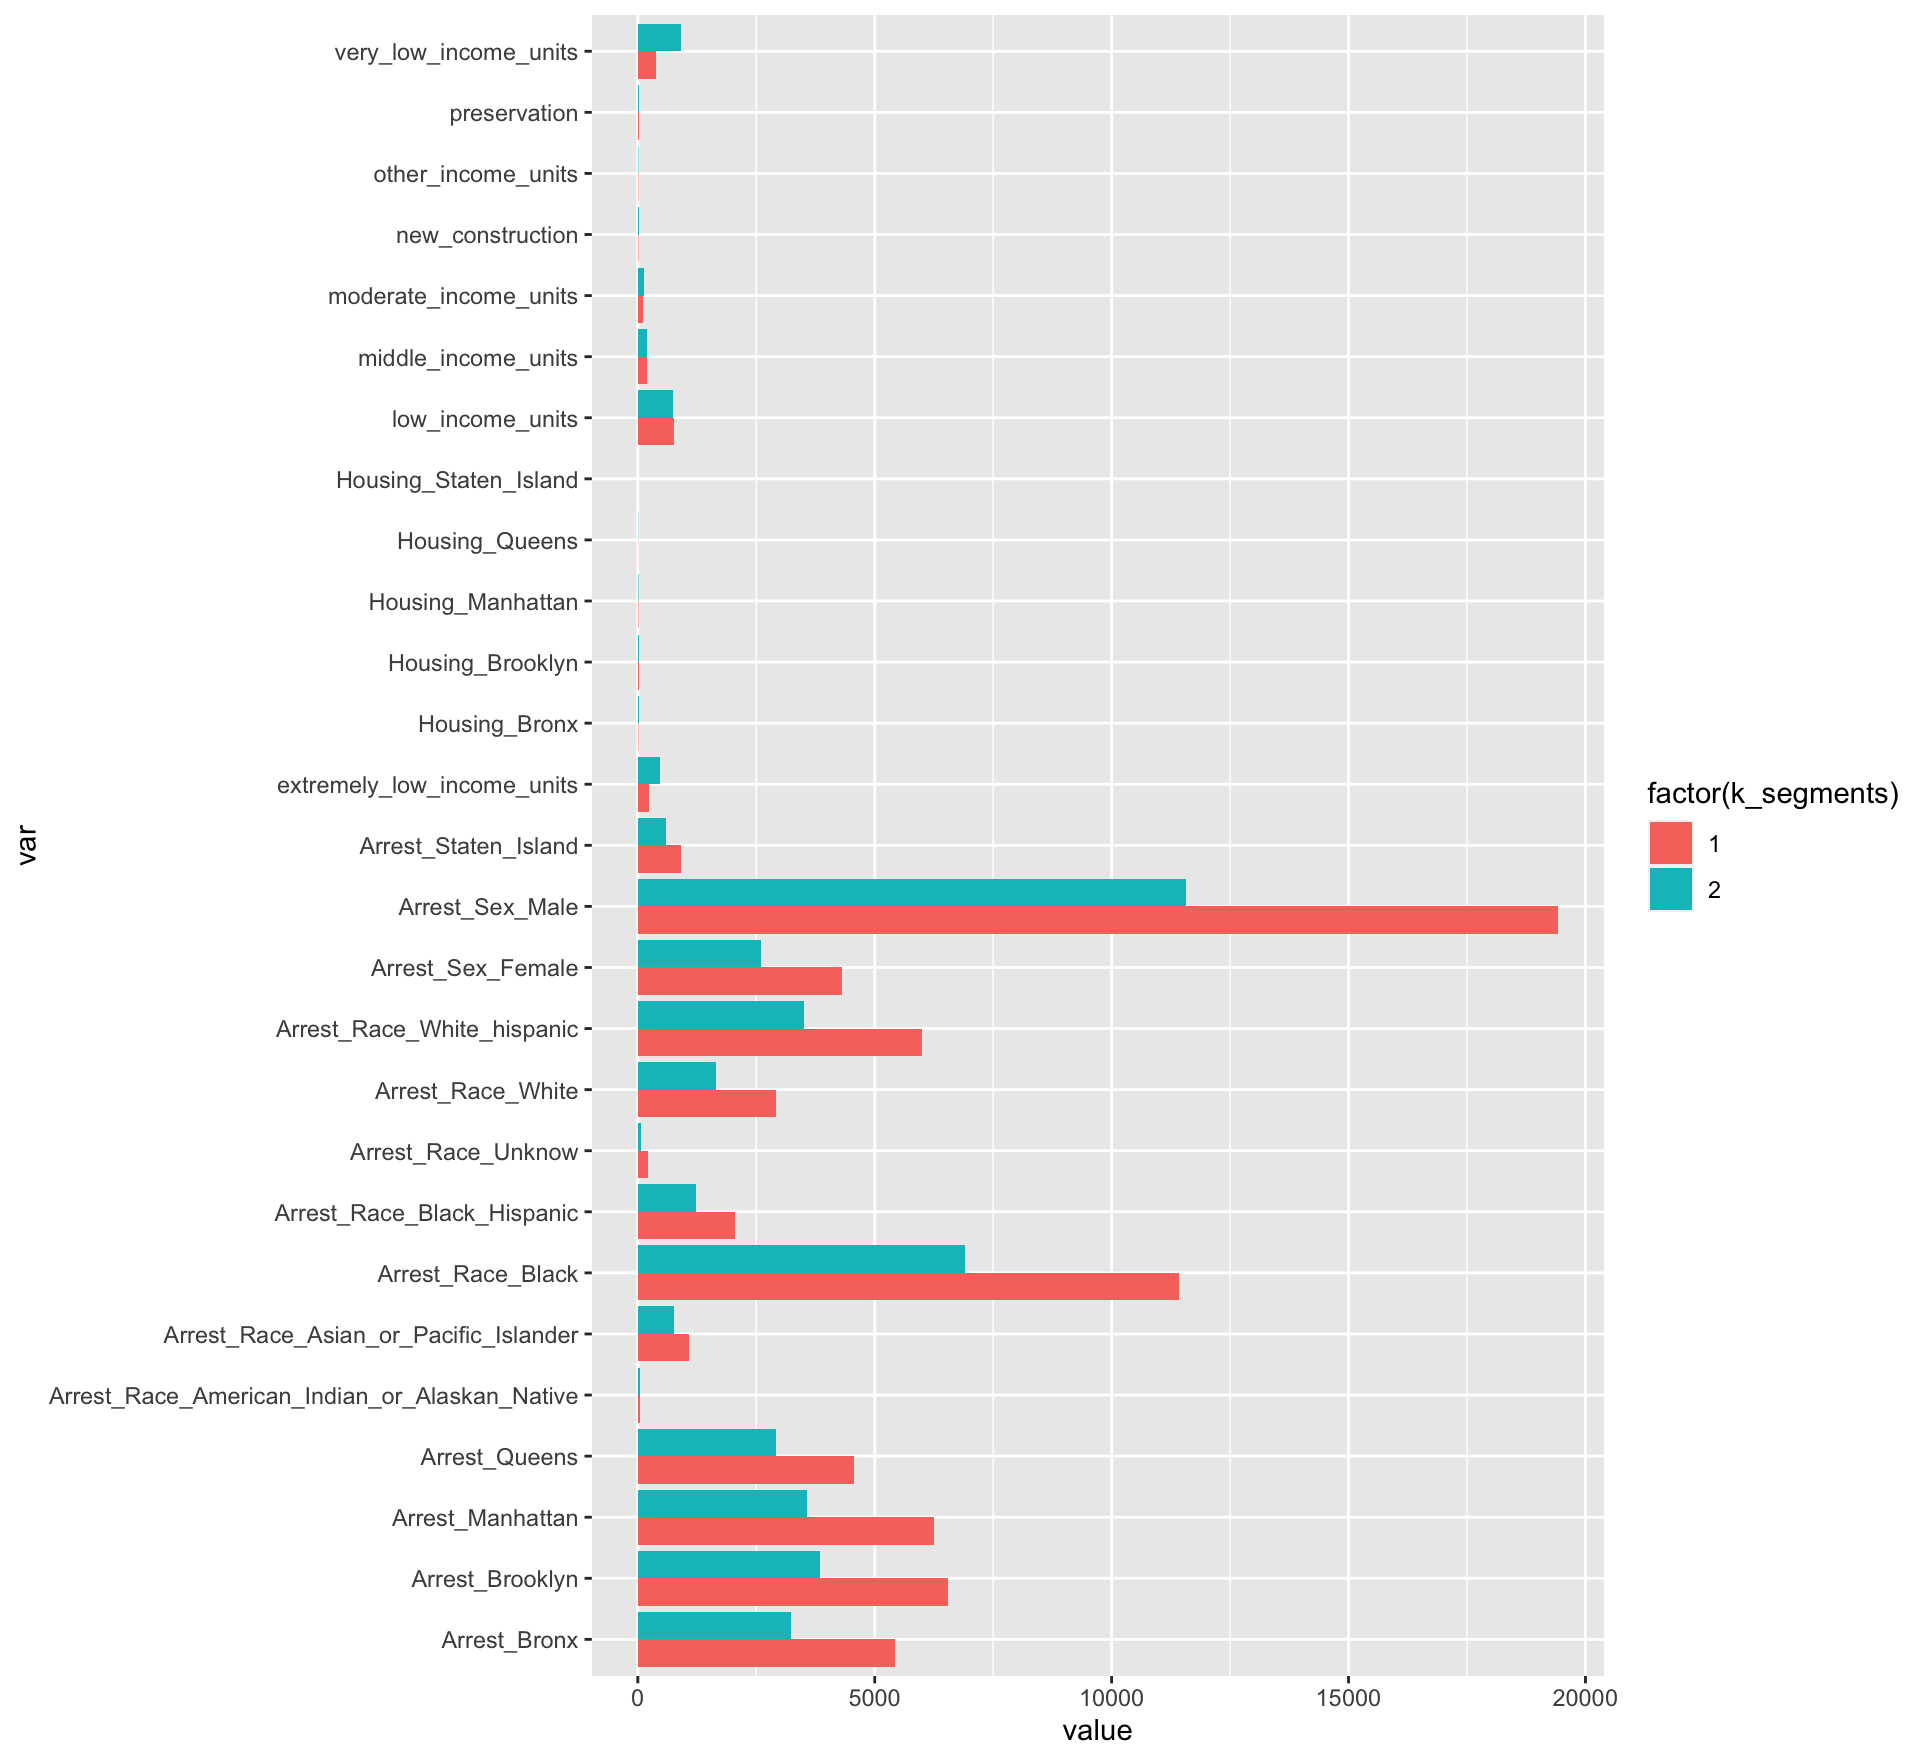 very_low_income_units
preservation
other_income_units
new_construction
moderate_income_units
middle_income_units
low_income_units
Housing_Staten_Island
Housing_Queens
Housing_Manhattan
Housing_Brooklyn
Housing_Bronx
extremely_low_income_units
Arrest_Staten_Island
Arrest_Sex_Male
Arrest_Sex_Female
Arrest_Race_White_hispanic
Arrest_Race_White
Arrest_Race_Unknow
Arrest_Race_Black_Hispanic
Arrest_Race_Black
Arrest_Race_Asian_or_Pacific_Islander
Arrest_Race_American_Indian_or_Alaskan_Native
Arrest_Queens
Arrest_Manhattan
Arrest_Brooklyn
Arrest_Bronx
var
0 5000 10000 15000 20000
value
factor(k_segments)
1
2